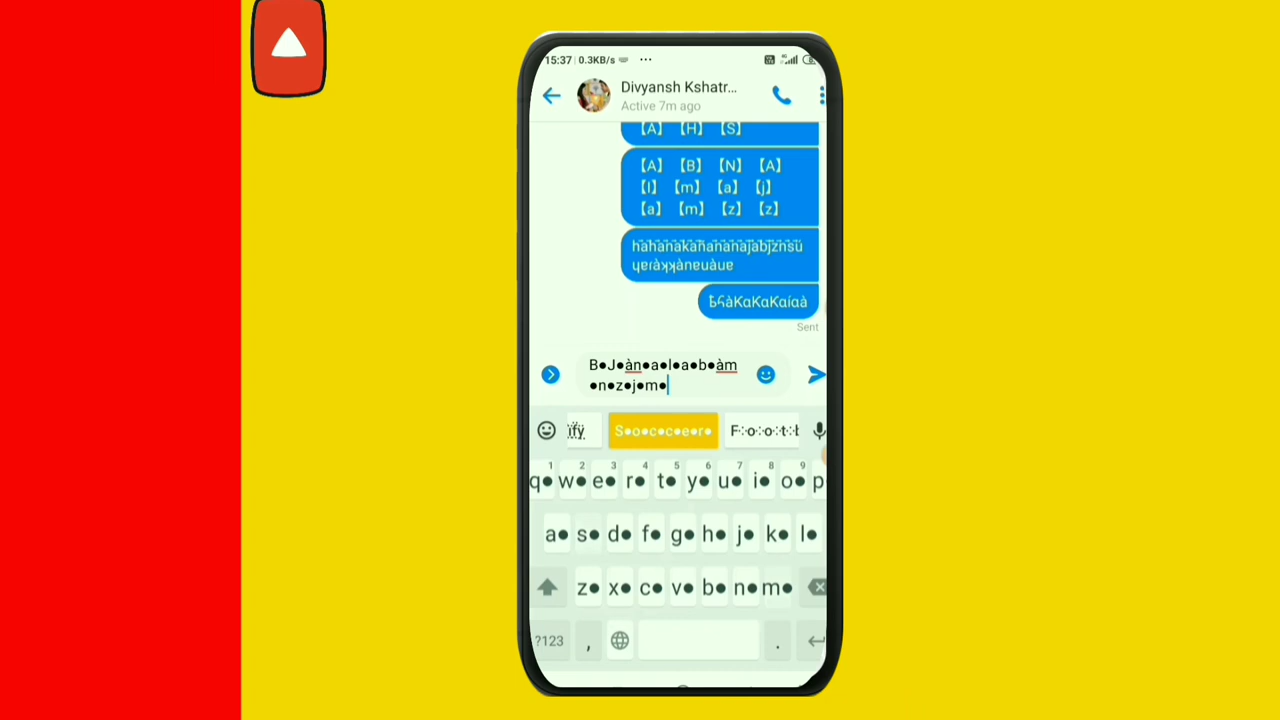 15:37 0.3KB/s ...
Divyansh Kshatr...
Active 7m ago
【A】 【H】 【S】
【A】 【B】 【N】 【A】
【l】 【m】 【a】 【j】
【a】 【m】 【z】 【z】
Sent
B●J●àn●a●l●a●b●àm
●n●z●j●m●
S●o●c●c●e●r●
q● w● e● r● t● y● u● i● o● p
1 2 3 4 5 6 7 8 9
a● s● d● f● g● h● j● k● l●
z● x● c● v● b● n● m●
?123 , .